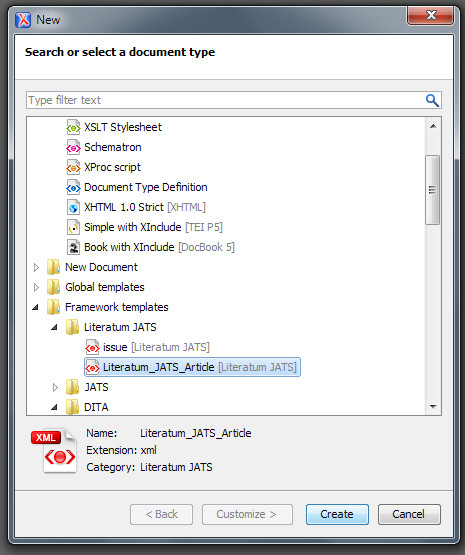 New
Search or select a document type
Type filter text
XSLT Stylesheet
Schematron
XProc script
Document Type Definition
XHTML 1.0 Strict [XHTML]
Simple with XInclude [TEI P5]
Book with XInclude [DocBook 5]
New Document
Global templates
Framework templates
Literatum JATS
issue [Literatum JATS]
Literatum_JATS_Article [Literatum JATS]
JATS
DITA
XML
Name: Literatum_JATS_Article
Extension: xml
Category: Literatum JATS
< Back Customize > Create Cancel